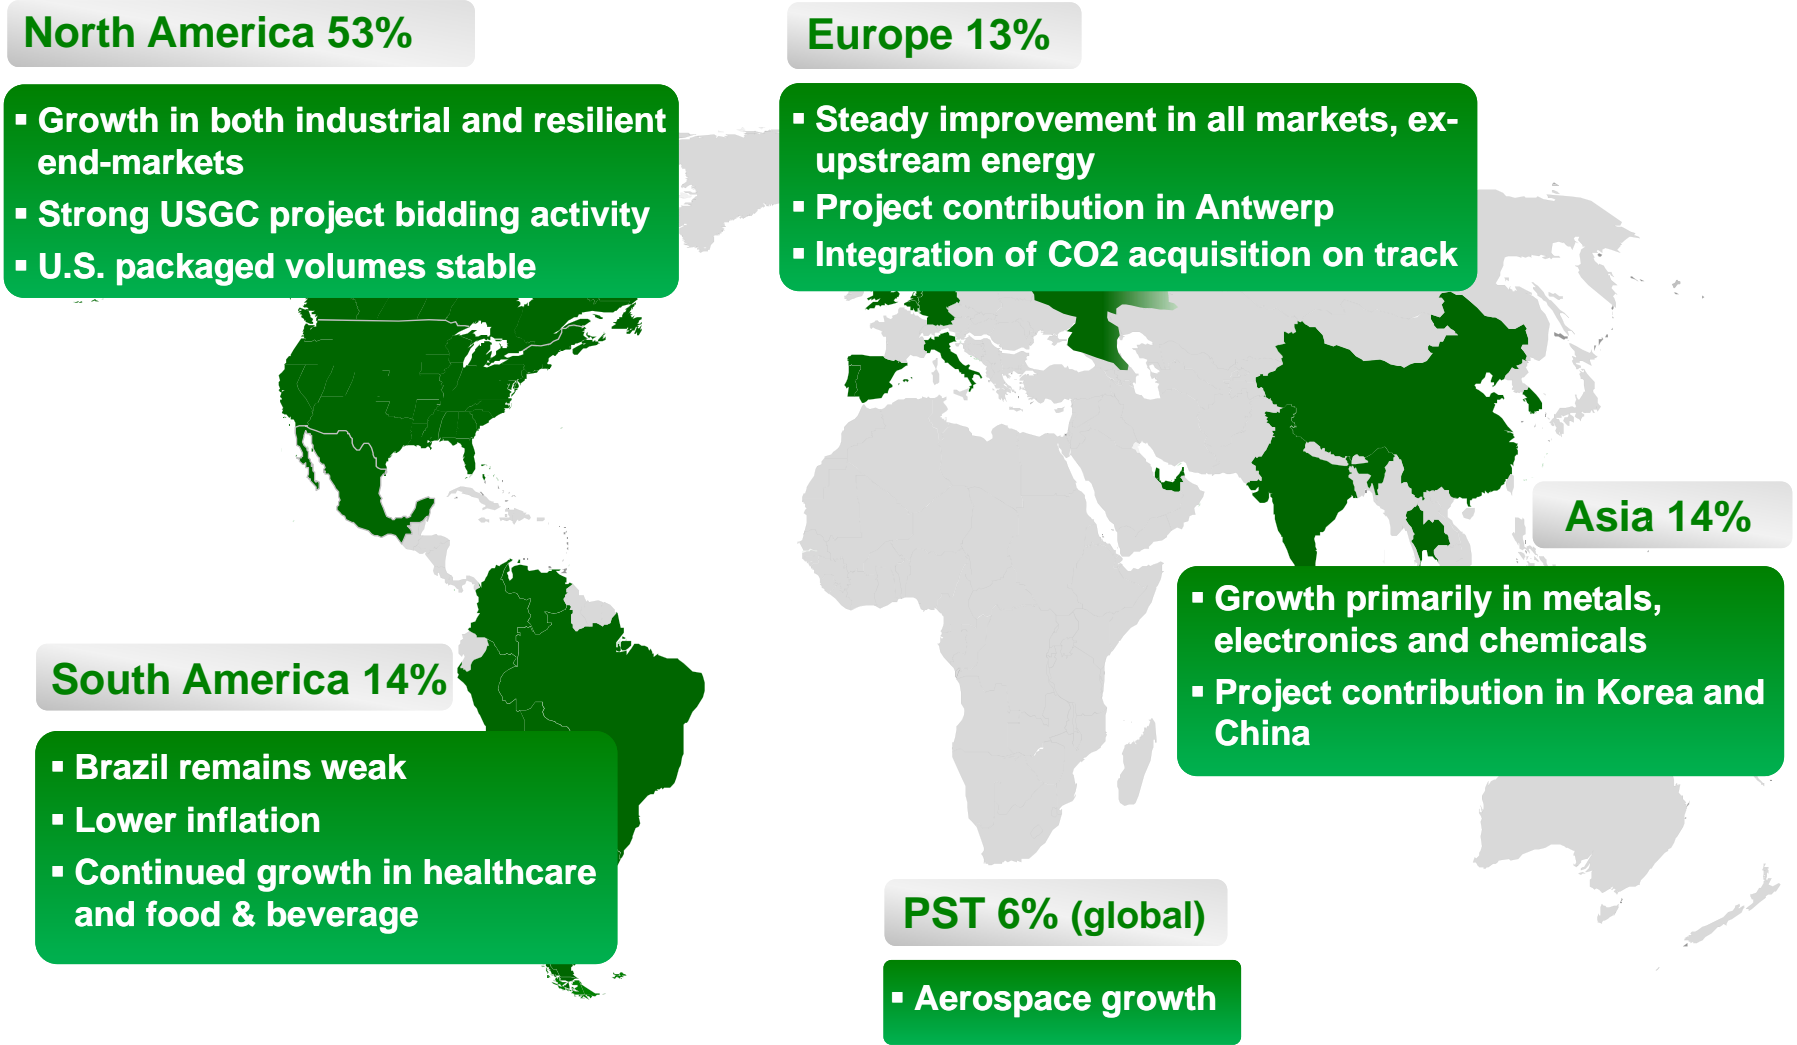 North America 53%
▪ Growth in both industrial and resilient
end-markets
▪ Strong USGC project bidding activity
▪ U.S. packaged volumes stable
Europe 13%
▪ Steady improvement in all markets, ex-
upstream energy
▪ Project contribution in Antwerp
▪ Integration of CO2 acquisition on track
Asia 14%
▪ Growth primarily in metals,
electronics and chemicals
▪ Project contribution in Korea and
China
South America 14%
▪ Brazil remains weak
▪ Lower inflation
▪ Continued growth in healthcare
and food & beverage
PST 6% (global)
▪ Aerospace growth